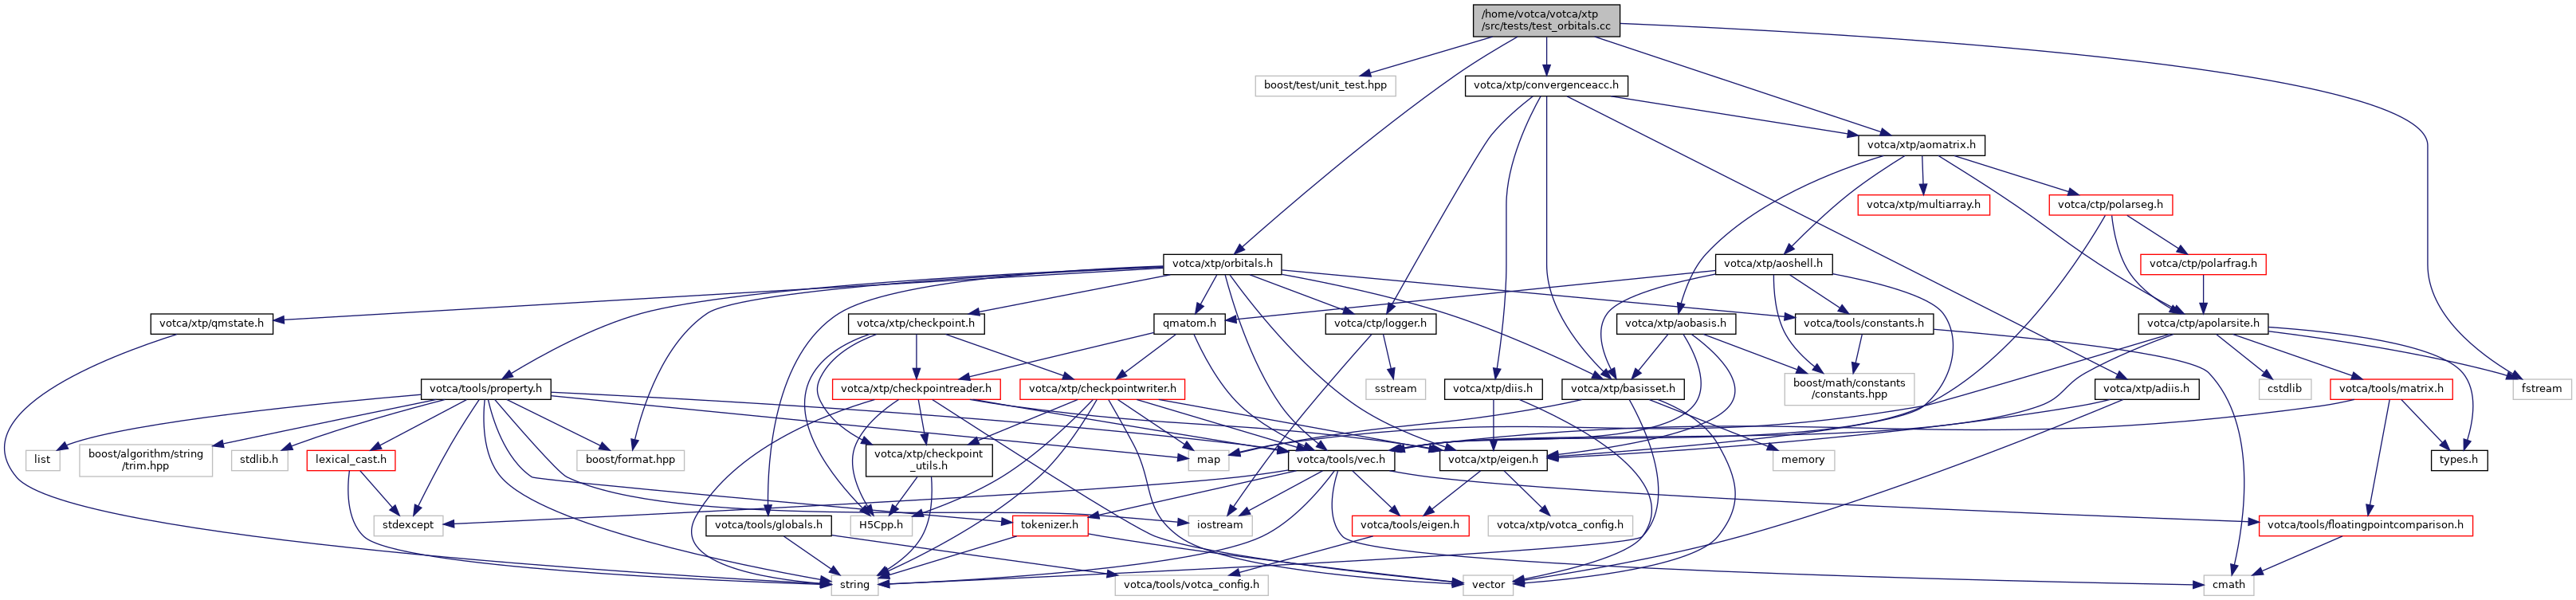 /home/votca/votca/xtp
/src/tests/test_orbitals.cc
boost/test/unit_test.hpp
votca/xtp/convergenceacc.h
votca/xtp/aomatrix.h
votca/xtp/multiarray.h
votca/ctp/polarseg.h
votca/xtp/orbitals.h
votca/xtp/aoshell.h
votca/ctp/polarfrag.h
votca/xtp/qmstate.h
votca/xtp/checkpoint.h
qmatom.h
votca/ctp/logger.h
votca/xtp/aobasis.h
votca/tools/constants.h
votca/ctp/apolarsite.h
votca/tools/property.h
votca/xtp/checkpointreader.h
votca/xtp/checkpointwriter.h
sstream
votca/xtp/diis.h
votca/xtp/basisset.h
boost/math/constants
/constants.hpp
votca/xtp/adiis.h
cstdlib
votca/tools/matrix.h
fstream
list
boost/algorithm/string
/trim.hpp
stdlib.h
lexical_cast.h
boost/format.hpp
votca/xtp/checkpoint
_utils.h
map
votca/tools/vec.h
votca/xtp/eigen.h
memory
types.h
stdexcept
votca/tools/globals.h
H5Cpp.h
tokenizer.h
iostream
votca/tools/eigen.h
votca/xtp/votca_config.h
votca/tools/floatingpointcomparison.h
string
votca/tools/votca_config.h
vector
cmath